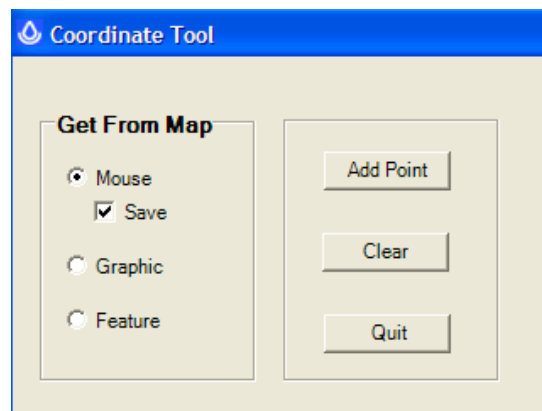 Coordinate Tool
Get From Map
Mouse
Save
Graphic
Feature
Add Point
Clear
Quit